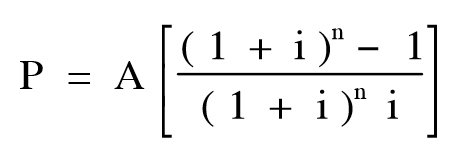 P = A [ ( 1 + i )ⁿ − 1 / ( 1 + i )ⁿ i ]